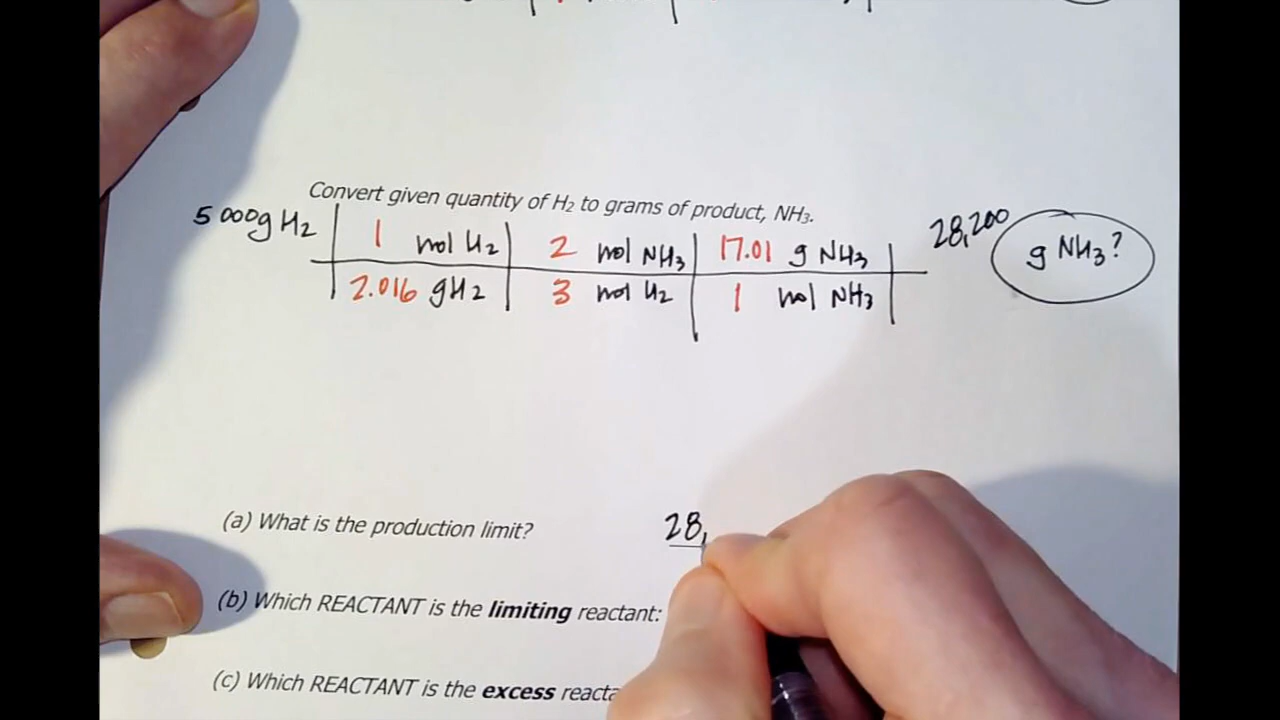 Convert given quantity of H₂ to grams of product, NH₃.
5000g H₂ | 1 mol H₂ | 2 mol NH₃ | 17.01 g NH₃ | 28,200 g NH₃?
2.016 gH₂ | 3 mol H₂ | 1 mol NH₃
(a) What is the production limit? 28,
(b) Which REACTANT is the limiting reactant:
(c) Which REACTANT is the excess reacta